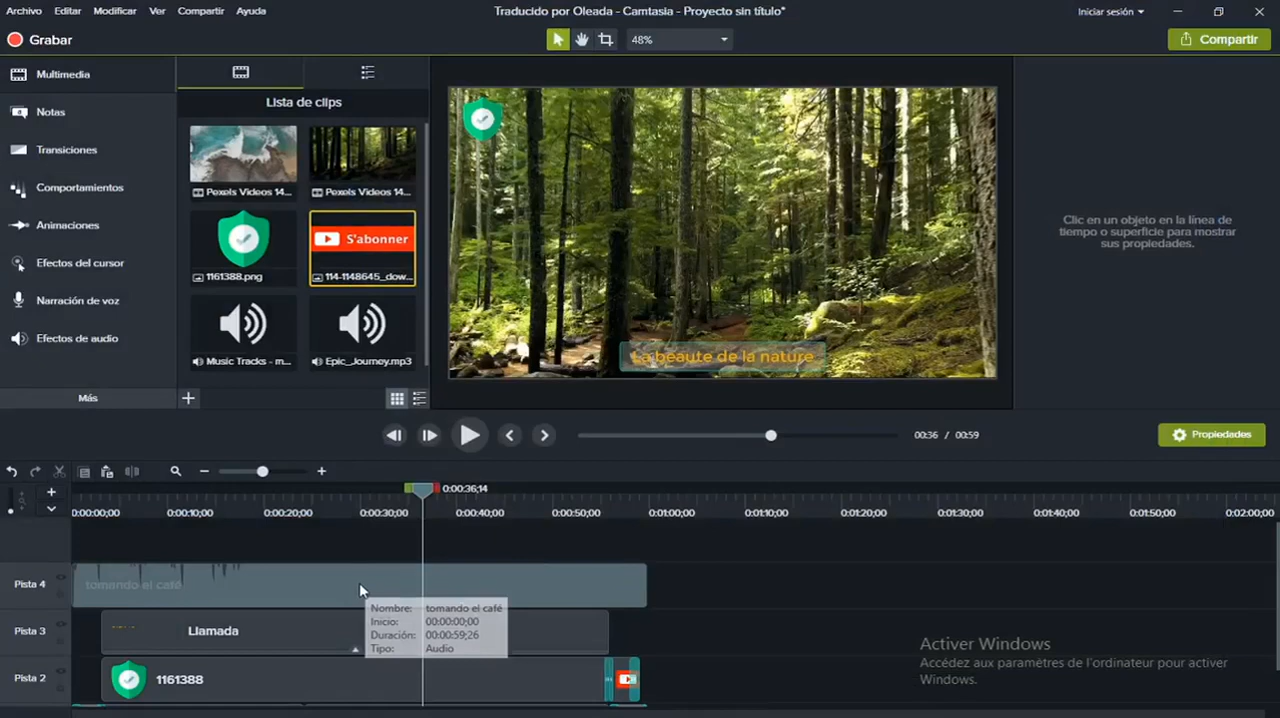 Archivo Editar Modificar Ver Compartir Ayuda
Traducido por Oleada - Camtasia - Proyecto sin título*
Iniciar sesión
Grabar
48%
Compartir
Multimedia
Notas
Transiciones
Comportamientos
Animaciones
Efectos del cursor
Narración de voz
Efectos de audio
Más
Lista de clips
Pexels Videos 14...
Pexels Videos 14...
S'abonner
1161388.png
114-1148645_dow...
Music Tracks - m...
Epic_Journey.mp3
La beaute de la nature
Clic en un objeto en la línea de
tiempo o superficie para mostrar
sus propiedades.
00:36 / 00:59
Propiedades
0:00:36;14
0:00:00;00 0:00:10;00 0:00:20;00 0:00:30;00 0:00:40;00 0:00:50;00 0:01:00;00 0:01:10;00 0:01:20;00 0:01:30;00 0:01:40;00 0:01:50;00 0:02:00;00
Pista 4
tomando el café
Nombre: tomando el café
Inicio: 00:00:00;00
Duración: 00:00:59;26
Tipo: Audio
Pista 3
Llamada
Pista 2
1161388
Activer Windows
Accédez aux paramètres de l'ordinateur pour activer
Windows.